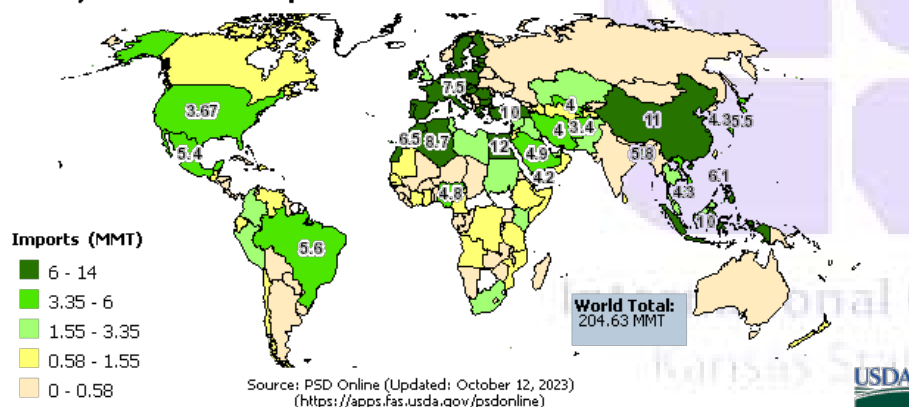 3.67
5.4
5.6
7.5
10
6.5
8.7
12
4.8
4
4
3.4
4.9
4.2
11
4.3
5.5
5.8
6.1
4.3
10
Imports (MMT)
6 - 14
3.35 - 6
1.55 - 3.35
0.58 - 1.55
0 - 0.58
World Total:
204.63 MMT
Source: PSD Online (Updated: October 12, 2023)
(https://apps.fas.usda.gov/psdonline)
USDA